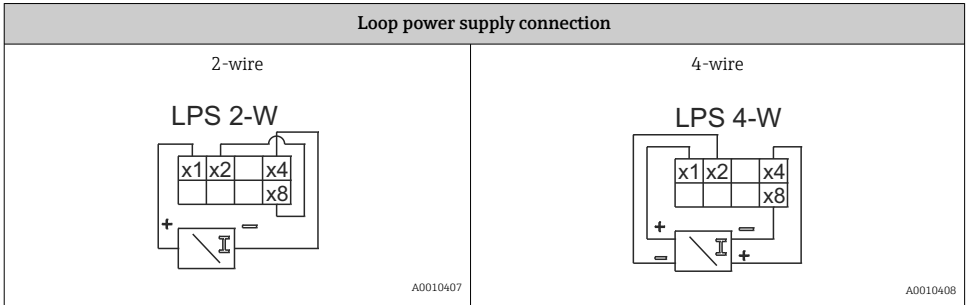 Loop power supply connection
2-wire
4-wire
LPS 2-W
x1 x2 x4
x8
+ −
I
A0010407
LPS 4-W
x1 x2 x4
x8
+ −
− I +
A0010408